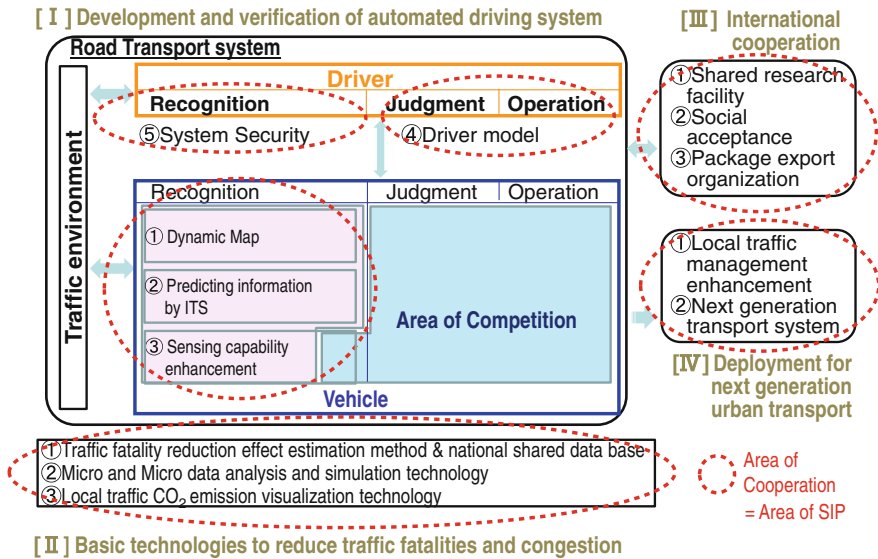 [Ⅰ] Development and verification of automated driving system
Road Transport system
Traffic environment
Driver
Recognition
Judgment
Operation
⑤System Security
④Driver model
Recognition
Judgment
Operation
① Dynamic Map
② Predicting information
by ITS
③ Sensing capability
enhancement
Area of Competition
Vehicle
[Ⅲ] International
cooperation
①Shared research
facility
②Social
acceptance
③Package export
organization
①Local traffic
management
enhancement
②Next generation
transport system
[Ⅳ] Deployment for
next generation
urban transport
①Traffic fatality reduction effect estimation method & national shared data base
②Micro and Micro data analysis and simulation technology
③Local traffic CO₂ emission visualization technology
Area of
Cooperation
= Area of SIP
[Ⅱ] Basic technologies to reduce traffic fatalities and congestion